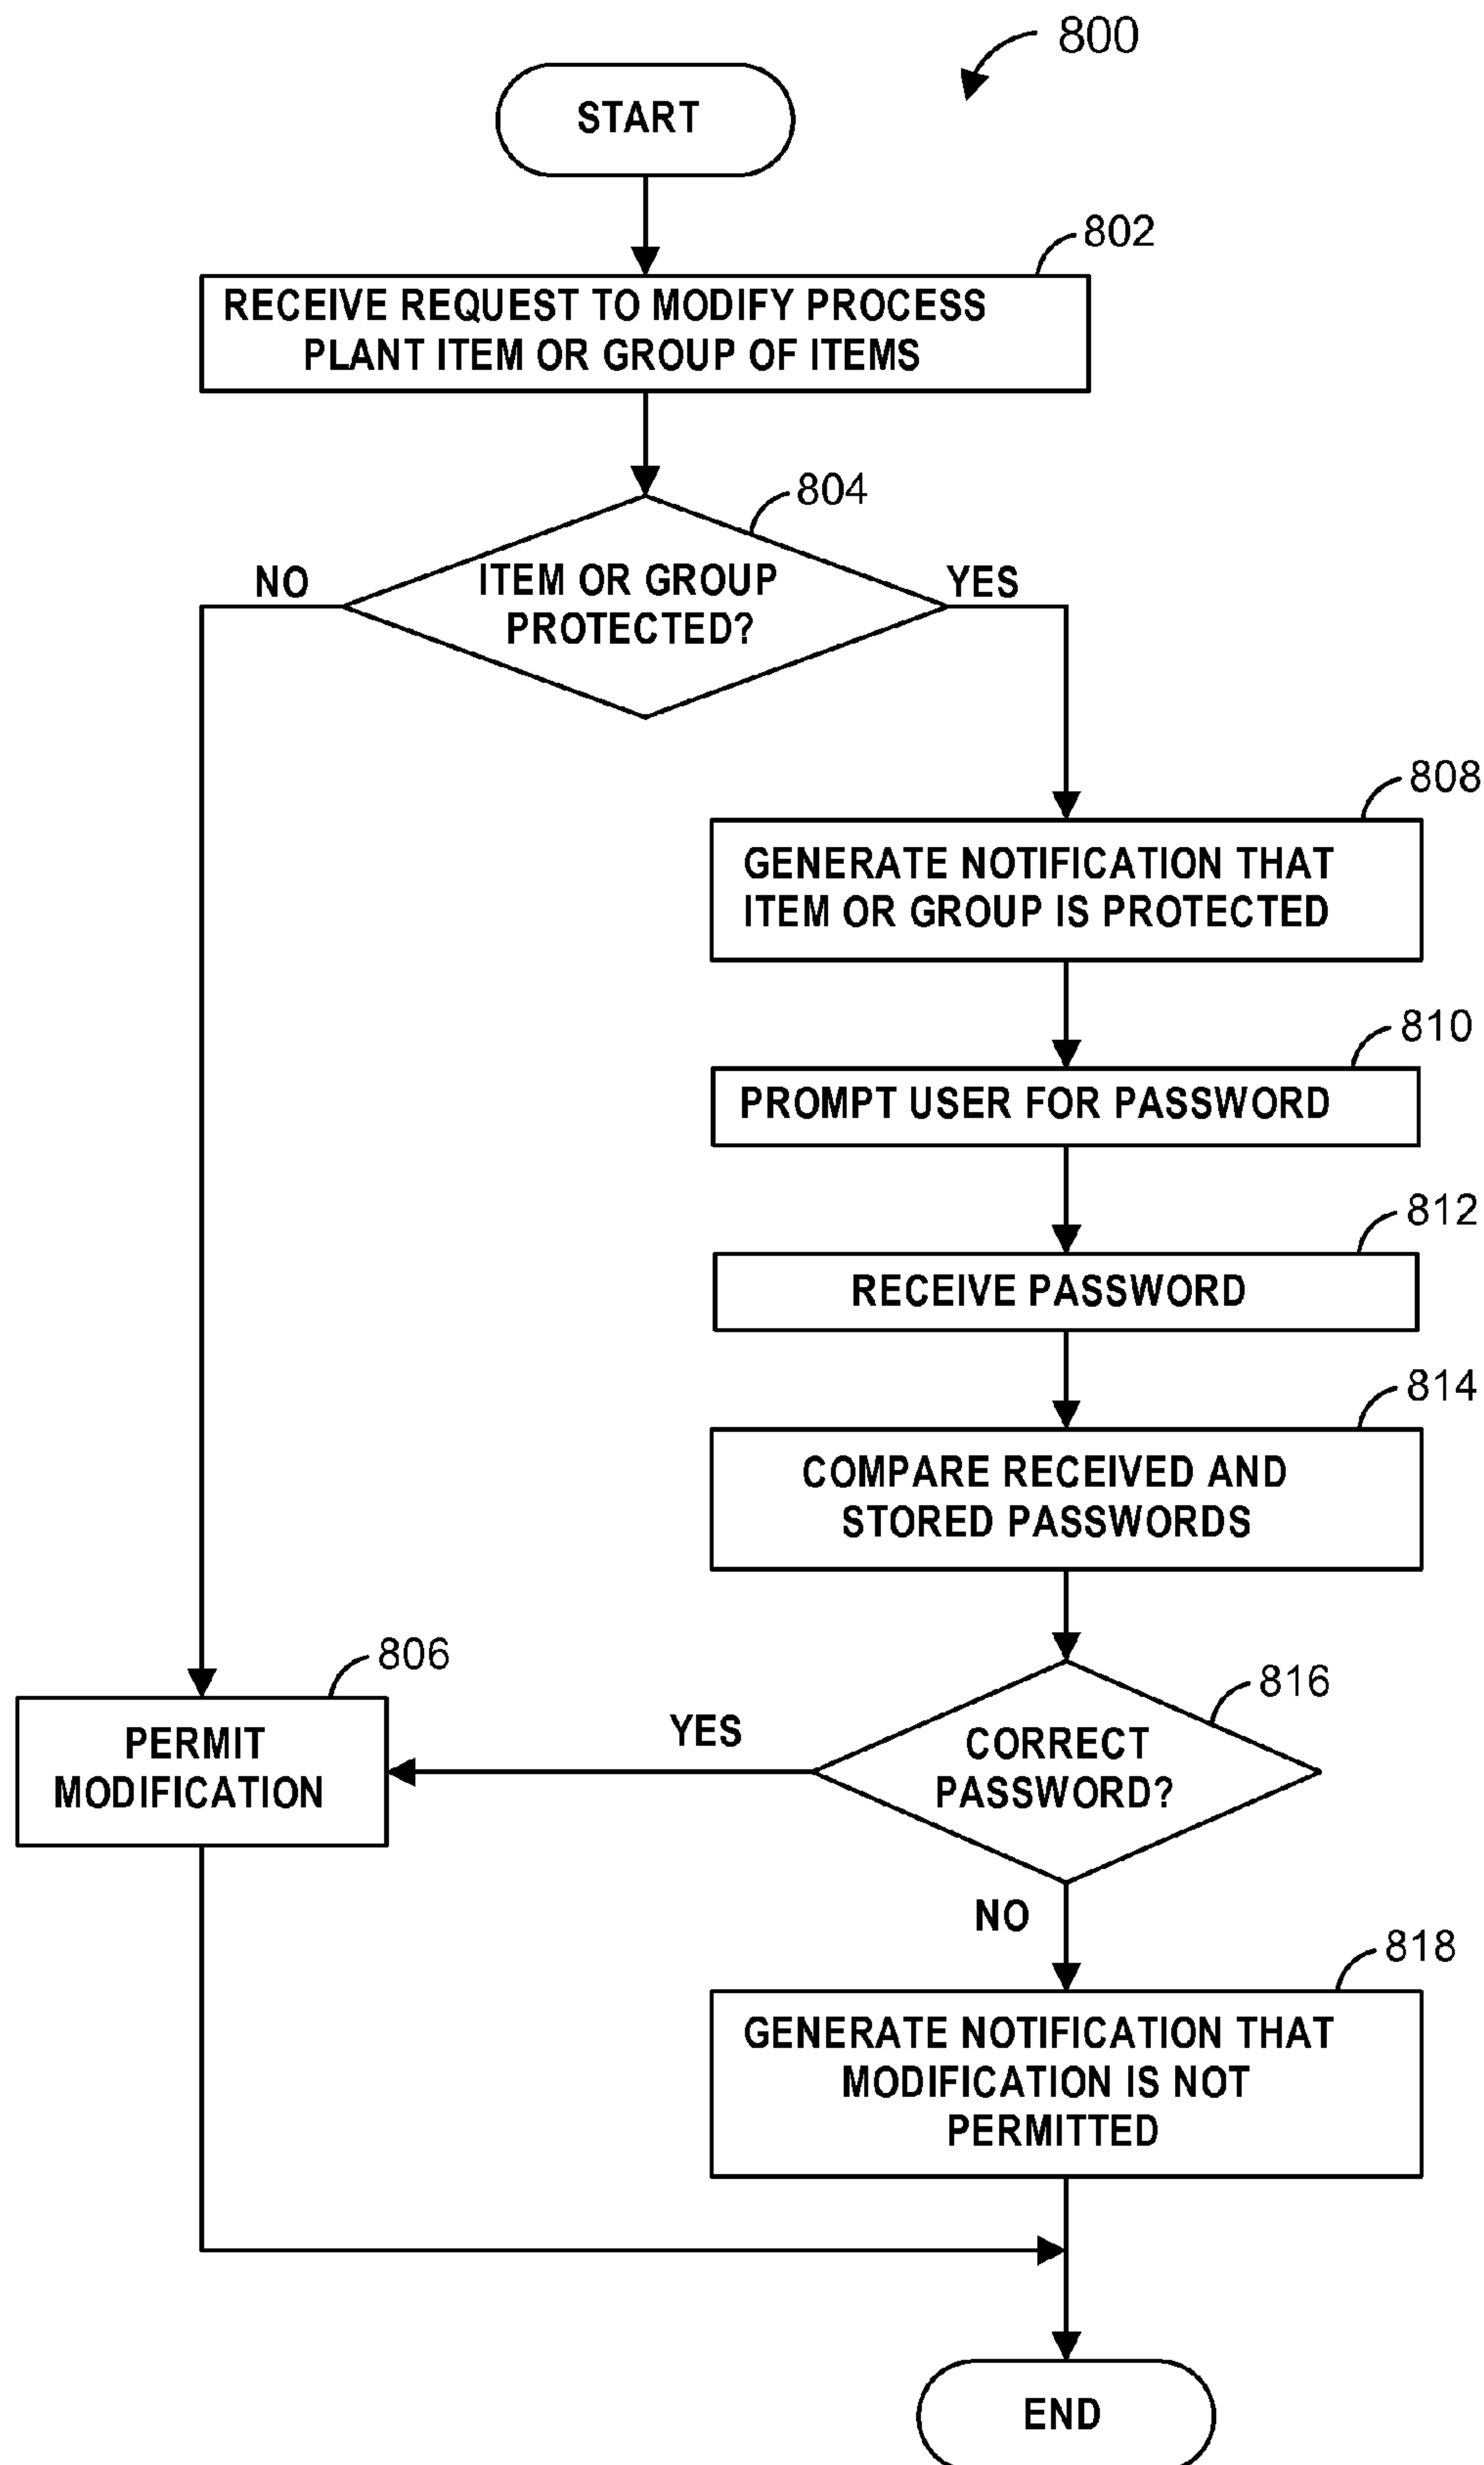 800
START
802
RECEIVE REQUEST TO MODIFY PROCESS
PLANT ITEM OR GROUP OF ITEMS
804
NO
ITEM OR GROUP
PROTECTED?
YES
808
GENERATE NOTIFICATION THAT
ITEM OR GROUP IS PROTECTED
810
PROMPT USER FOR PASSWORD
812
RECEIVE PASSWORD
814
COMPARE RECEIVED AND
STORED PASSWORDS
806
PERMIT
MODIFICATION
YES
816
CORRECT
PASSWORD?
NO
818
GENERATE NOTIFICATION THAT
MODIFICATION IS NOT
PERMITTED
END